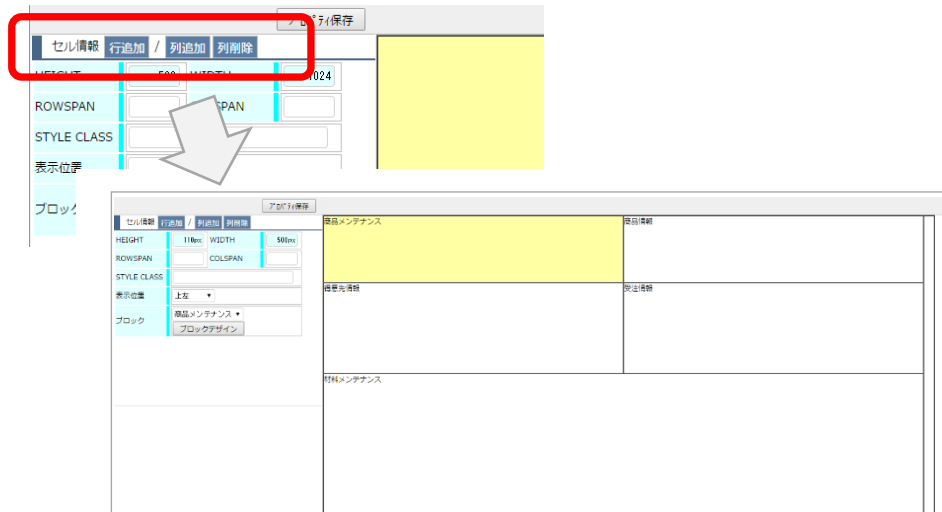 プロパティ保存
セル情報 行追加 / 列追加 列削除
HEIGHT WIDTH 1024
ROWSPAN SPAN
STYLE CLASS
表示位置
ブロック
プロパティ保存
セル情報 行追加 / 列追加 列削除
HEIGHT 110px WIDTH 500px
ROWSPAN COLSPAN
STYLE CLASS
表示位置 上左
ブロック 商品メンテナンス
ブロックデザイン
商品メンテナンス 商品情報
得意先情報 受注情報
材料メンテナンス